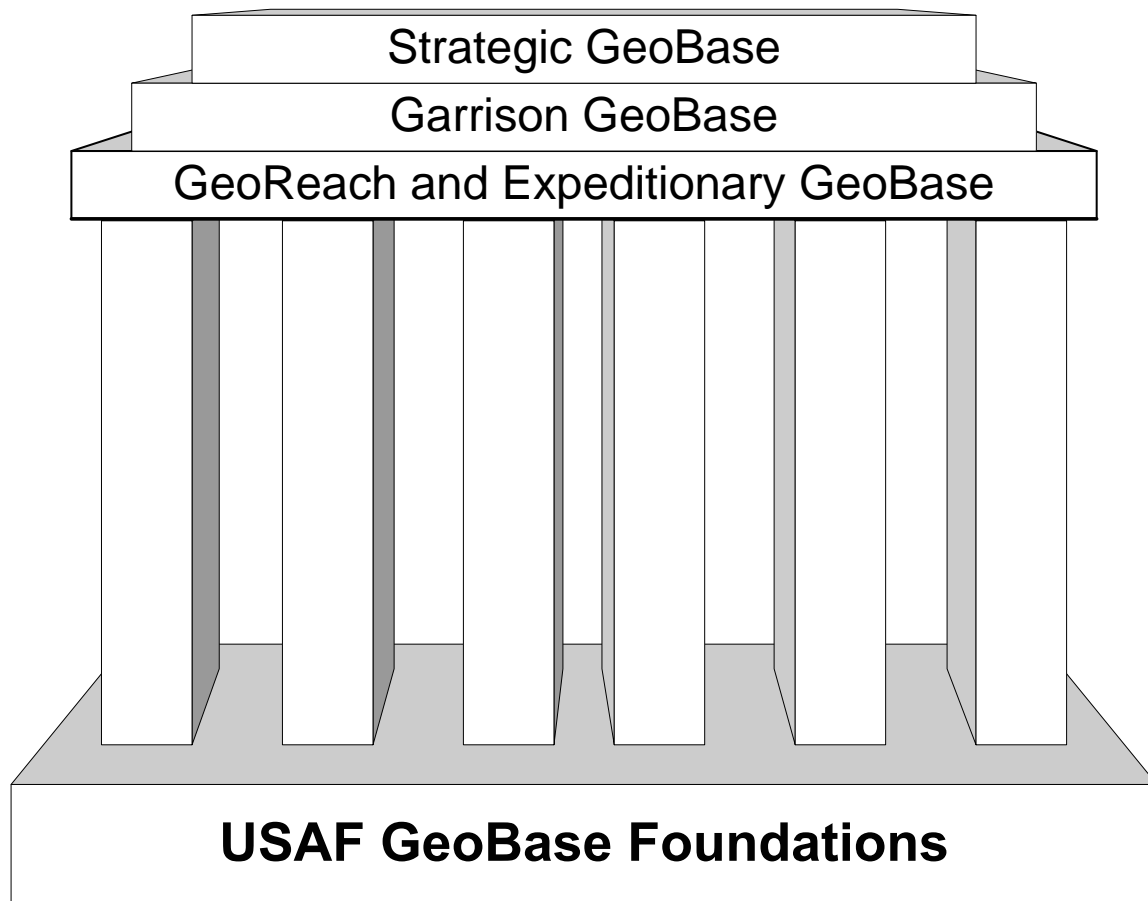 Strategic GeoBase
Garrison GeoBase
GeoReach and Expeditionary GeoBase
USAF GeoBase Foundations